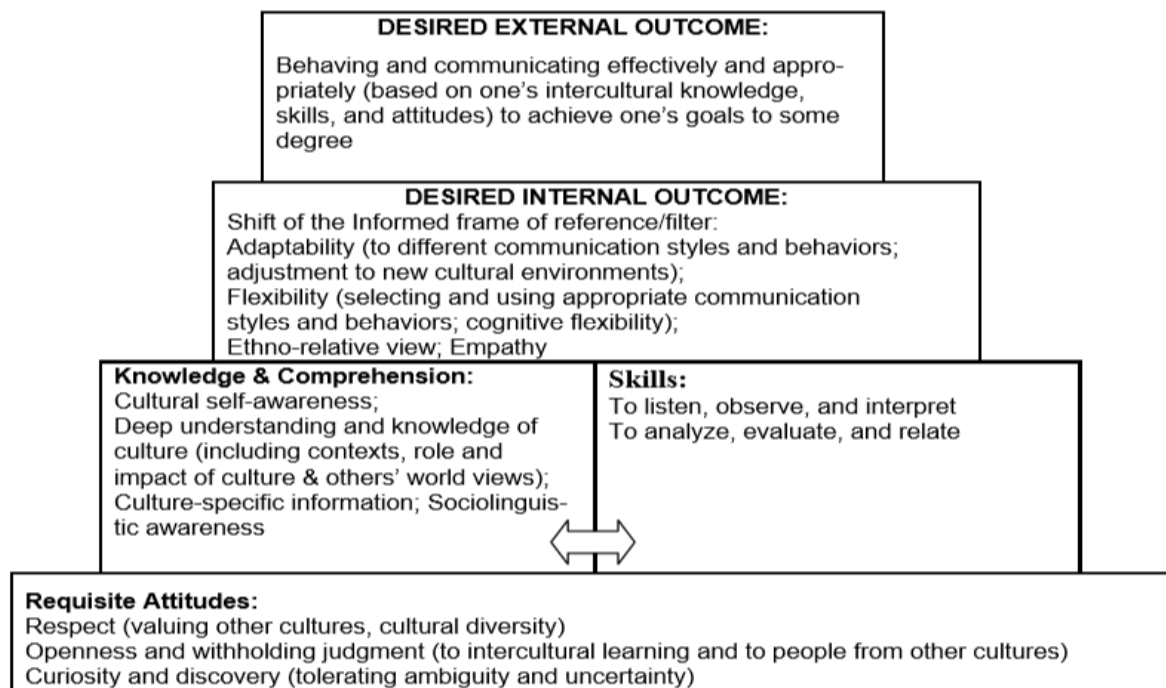 DESIRED EXTERNAL OUTCOME:
Behaving and communicating effectively and appro-
priately (based on one's intercultural knowledge,
skills, and attitudes) to achieve one's goals to some
degree
DESIRED INTERNAL OUTCOME:
Shift of the Informed frame of reference/filter:
Adaptability (to different communication styles and behaviors;
adjustment to new cultural environments);
Flexibility (selecting and using appropriate communication
styles and behaviors; cognitive flexibility);
Ethno-relative view; Empathy
Knowledge & Comprehension:
Cultural self-awareness;
Deep understanding and knowledge of
culture (including contexts, role and
impact of culture & others' world views);
Culture-specific information; Sociolinguis-
tic awareness
Skills:
To listen, observe, and interpret
To analyze, evaluate, and relate
Requisite Attitudes:
Respect (valuing other cultures, cultural diversity)
Openness and withholding judgment (to intercultural learning and to people from other cultures)
Curiosity and discovery (tolerating ambiguity and uncertainty)